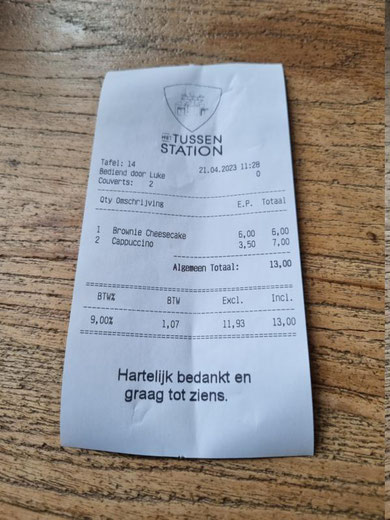 HET TUSSEN
STATION
Tafel: 14 21.04.2023 11:28
Bediend door Luke 0
Couverts: 2
Qty Omschrijving E.P. Totaal
1 Brownie Cheesecake 6,00 6,00
2 Cappuccino 3,50 7,00
Algemeen Totaal: 13,00
BTW% BTW Excl. Incl.
9,00% 1,07 11,93 13,00
Hartelijk bedankt en
graag tot ziens.